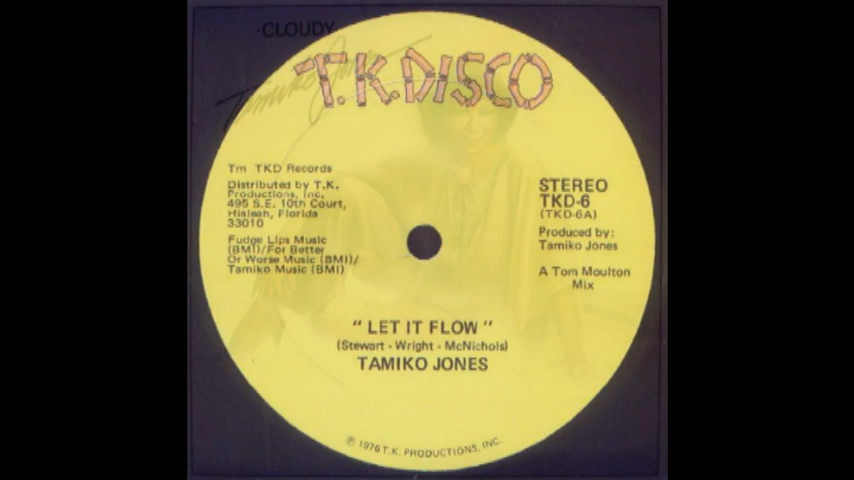 CLOUDY
Tamiko Jones
T.K.DISCO
Tm TKD Records
Distributed by T.K.
Productions, Inc.
495 S.E. 10th Court,
Hialeah, Florida
33010
Fudge Lips Music
(BMI)/For Better
Or Worse Music (BMI)/
Tamiko Music (BMI)
STEREO
TKD-6
(TKD-6A)
Produced by:
Tamiko Jones
A Tom Moulton
Mix
" LET IT FLOW "
(Stewart - Wright - McNichols)
TAMIKO JONES
℗ 1976 T.K. PRODUCTIONS, INC.